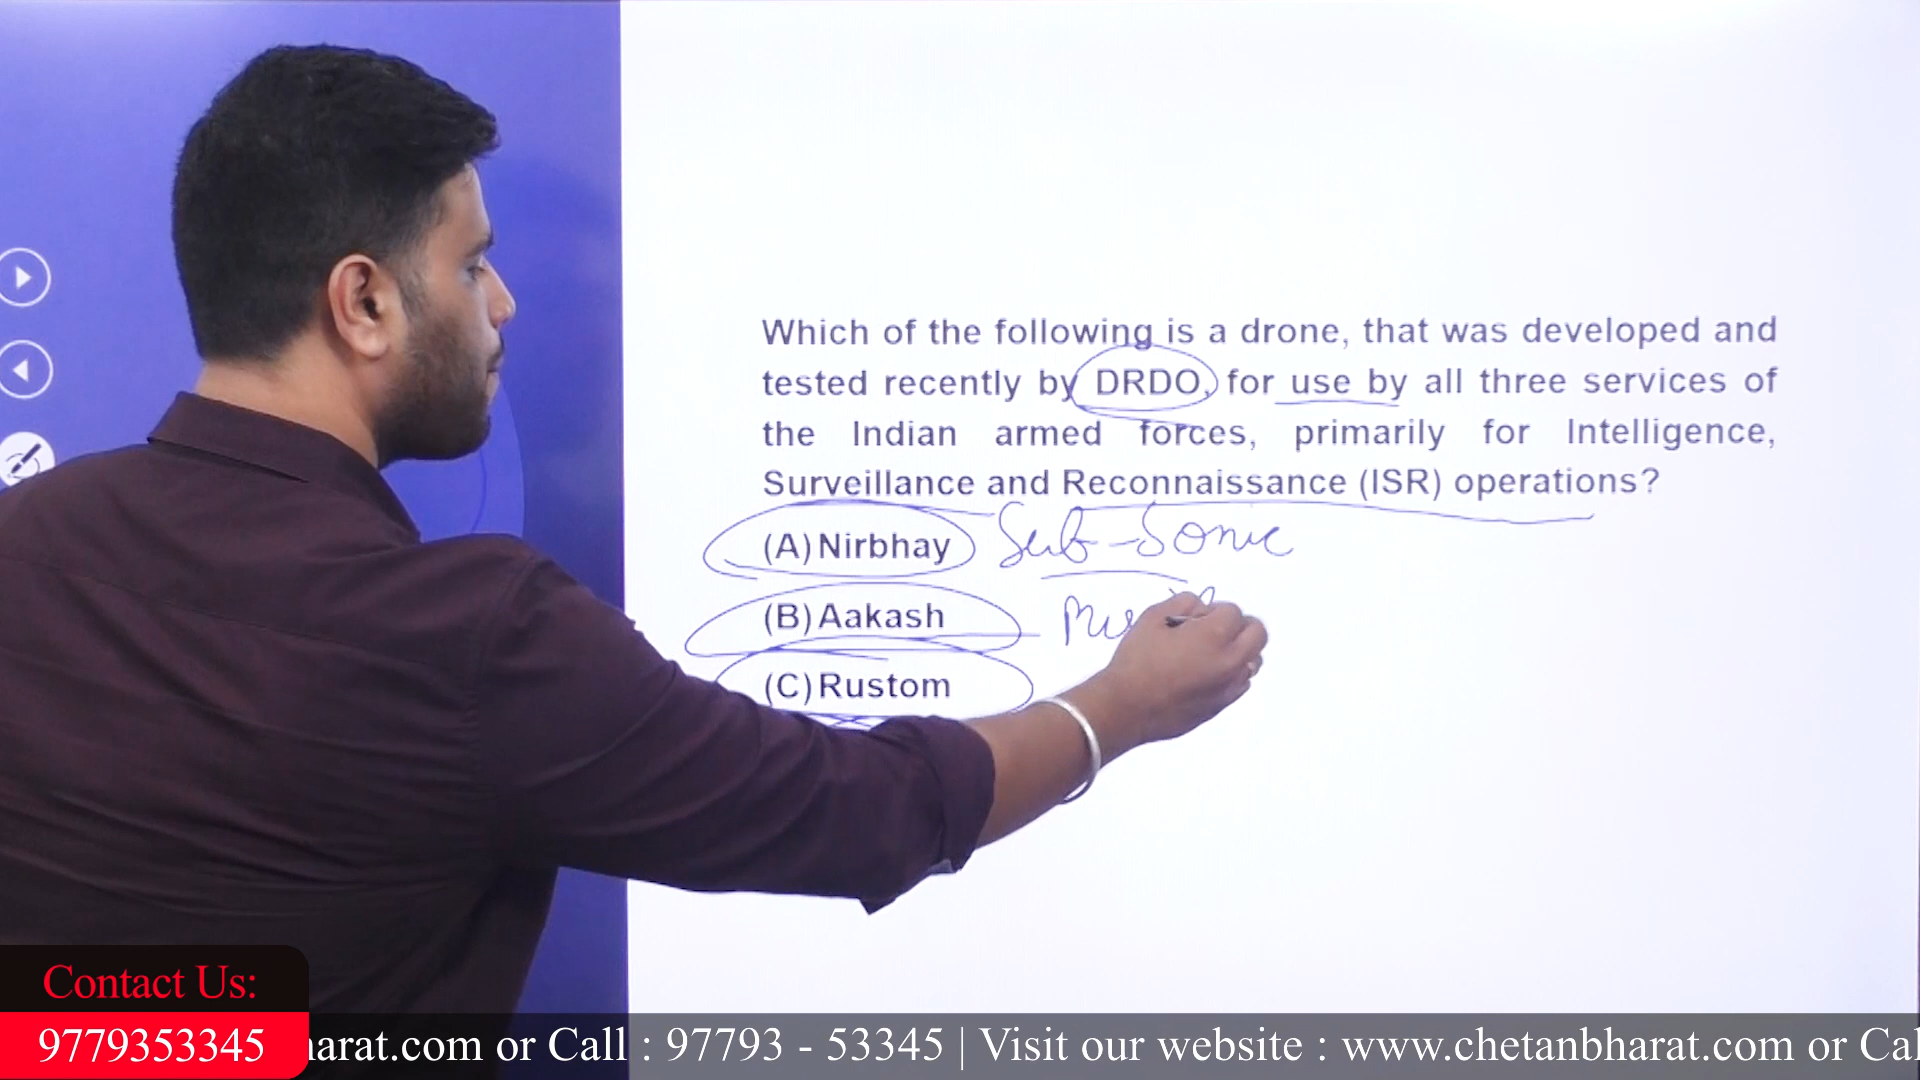 Which of the following is a drone, that was developed and
tested recently by DRDO, for use by all three services of
the Indian armed forces, primarily for Intelligence,
Surveillance and Reconnaissance (ISR) operations?
(A) Nirbhay Sub-Sonic
(B) Aakash
(C) Rustom
Contact Us:
9779353345
arat.com or Call : 97793 - 53345 | Visit our website : www.chetanbharat.com or Cal